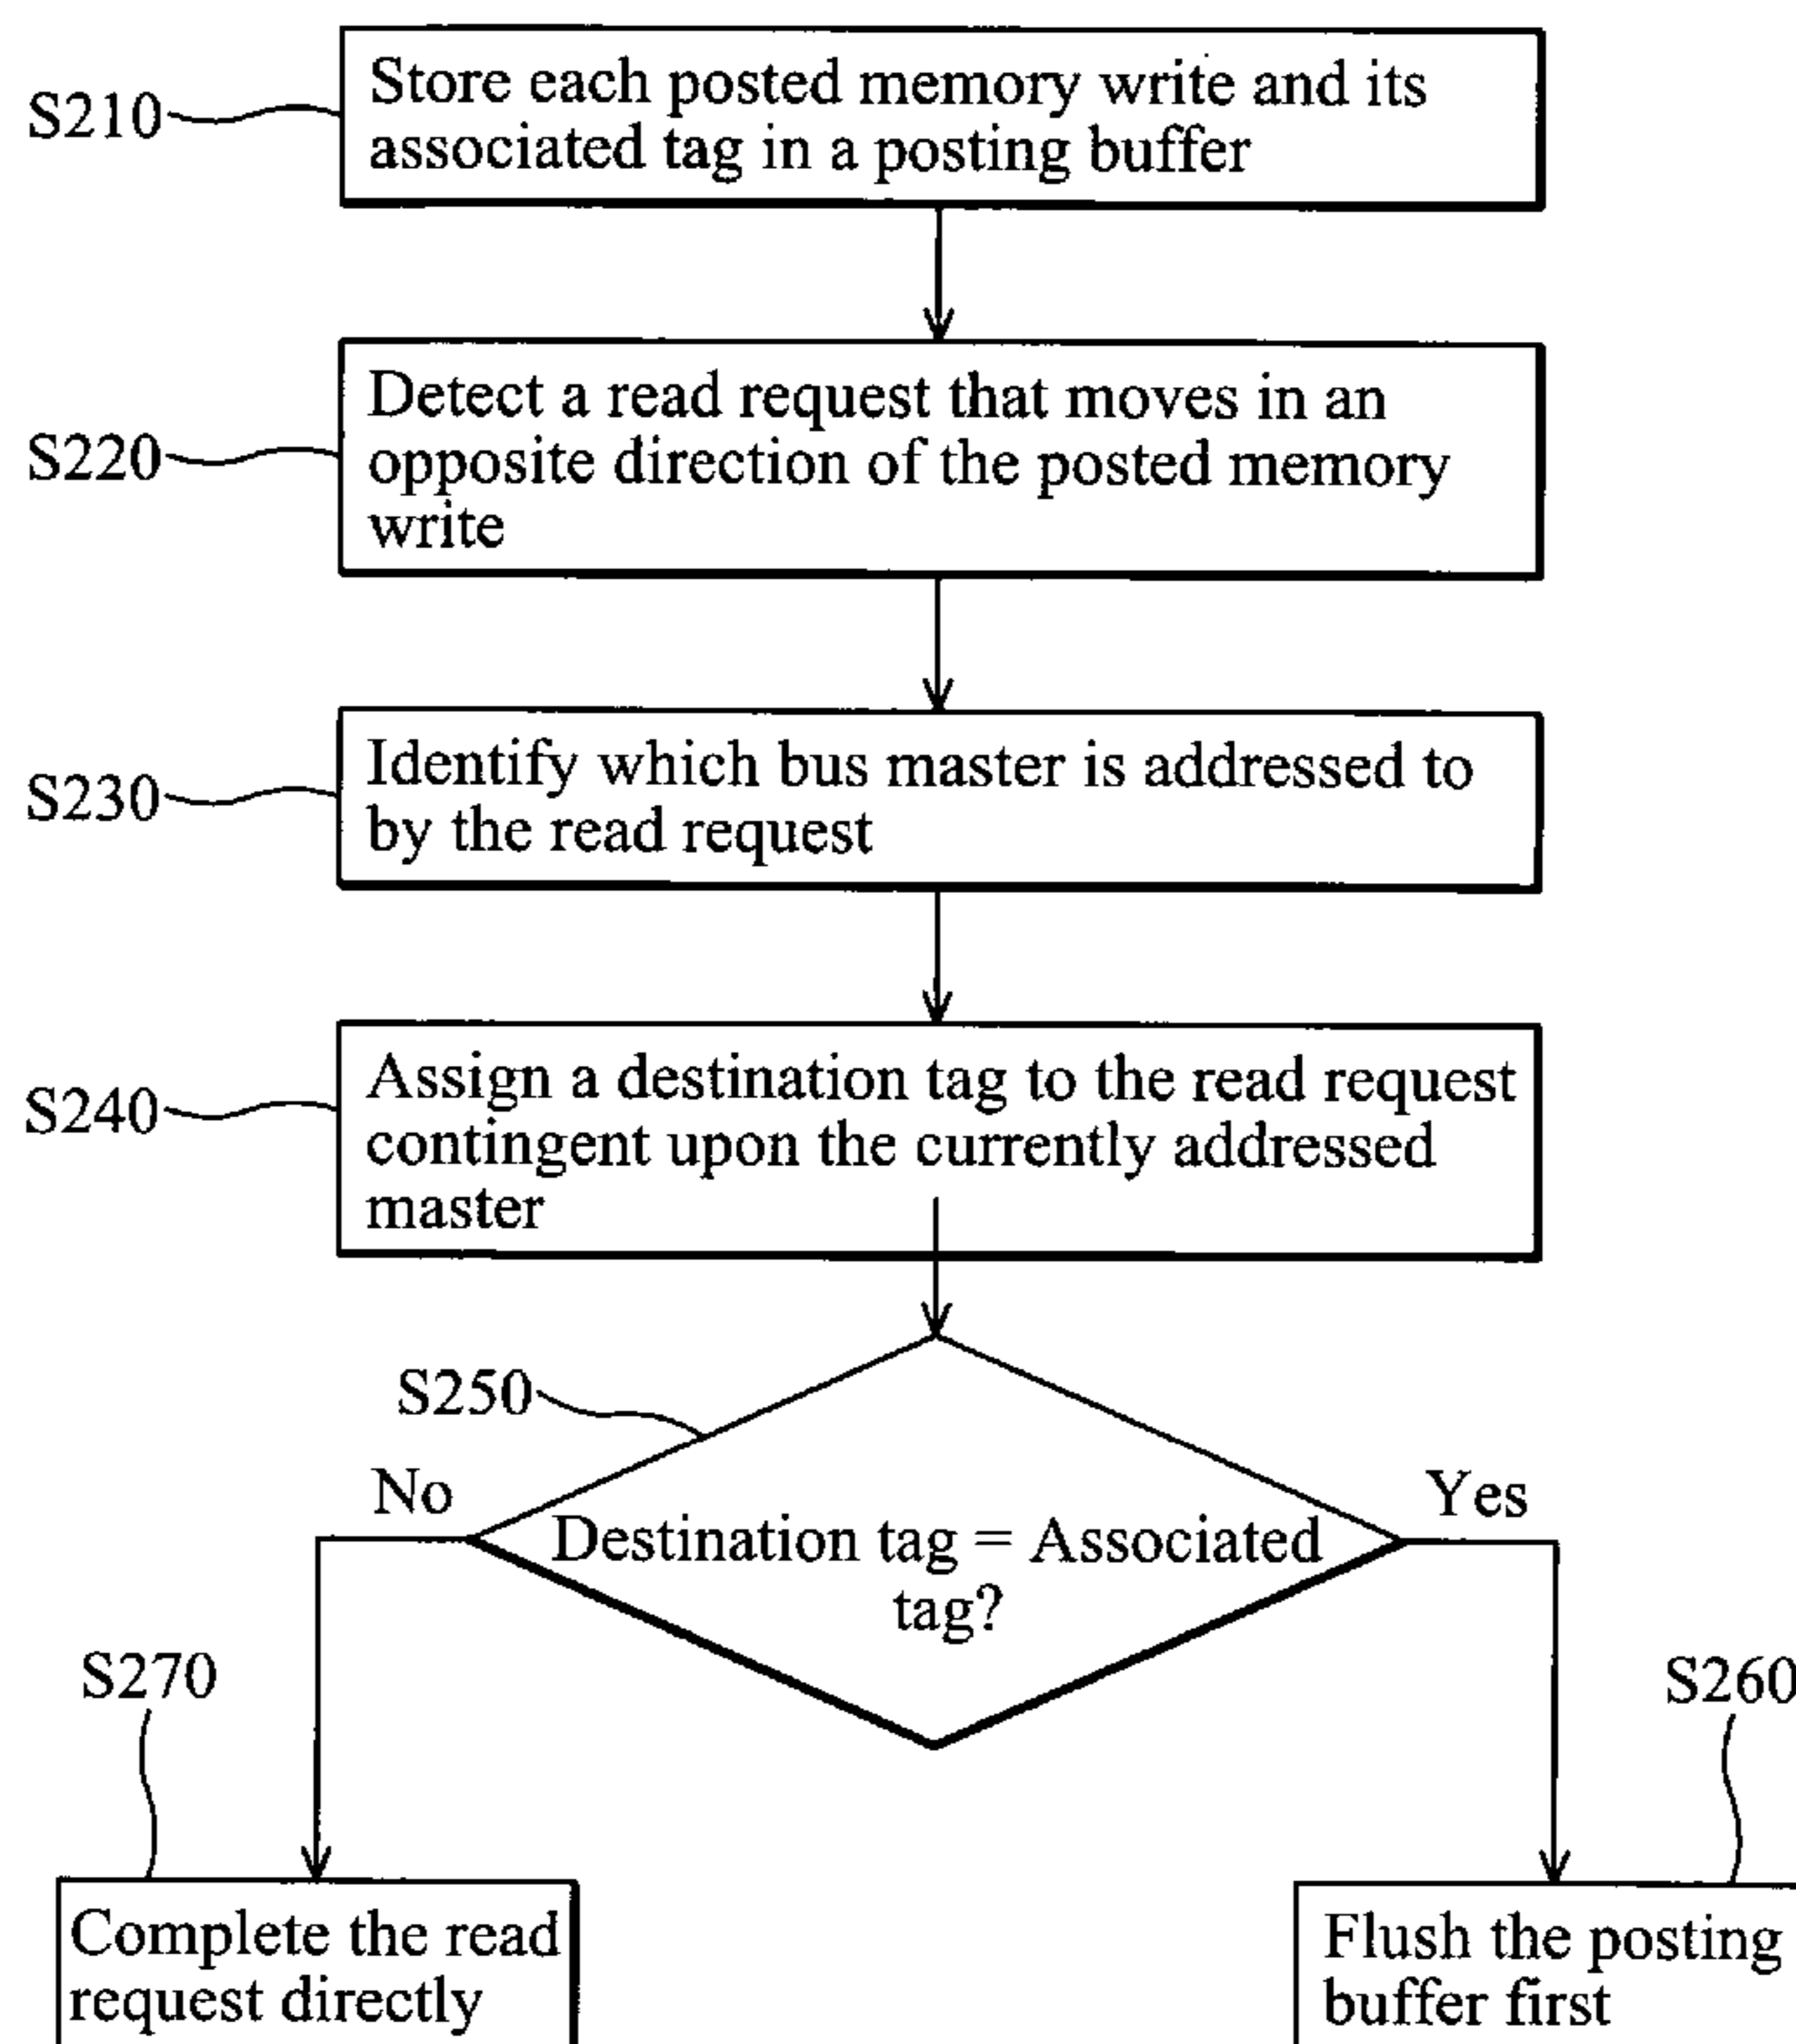 S210
Store each posted memory write and its
associated tag in a posting buffer
S220
Detect a read request that moves in an
opposite direction of the posted memory
write
S230
Identify which bus master is addressed to
by the read request
S240
Assign a destination tag to the read request
contingent upon the currently addressed
master
S250
No
Yes
Destination tag = Associated
tag?
S270
S260
Complete the read
request directly
Flush the posting
buffer first